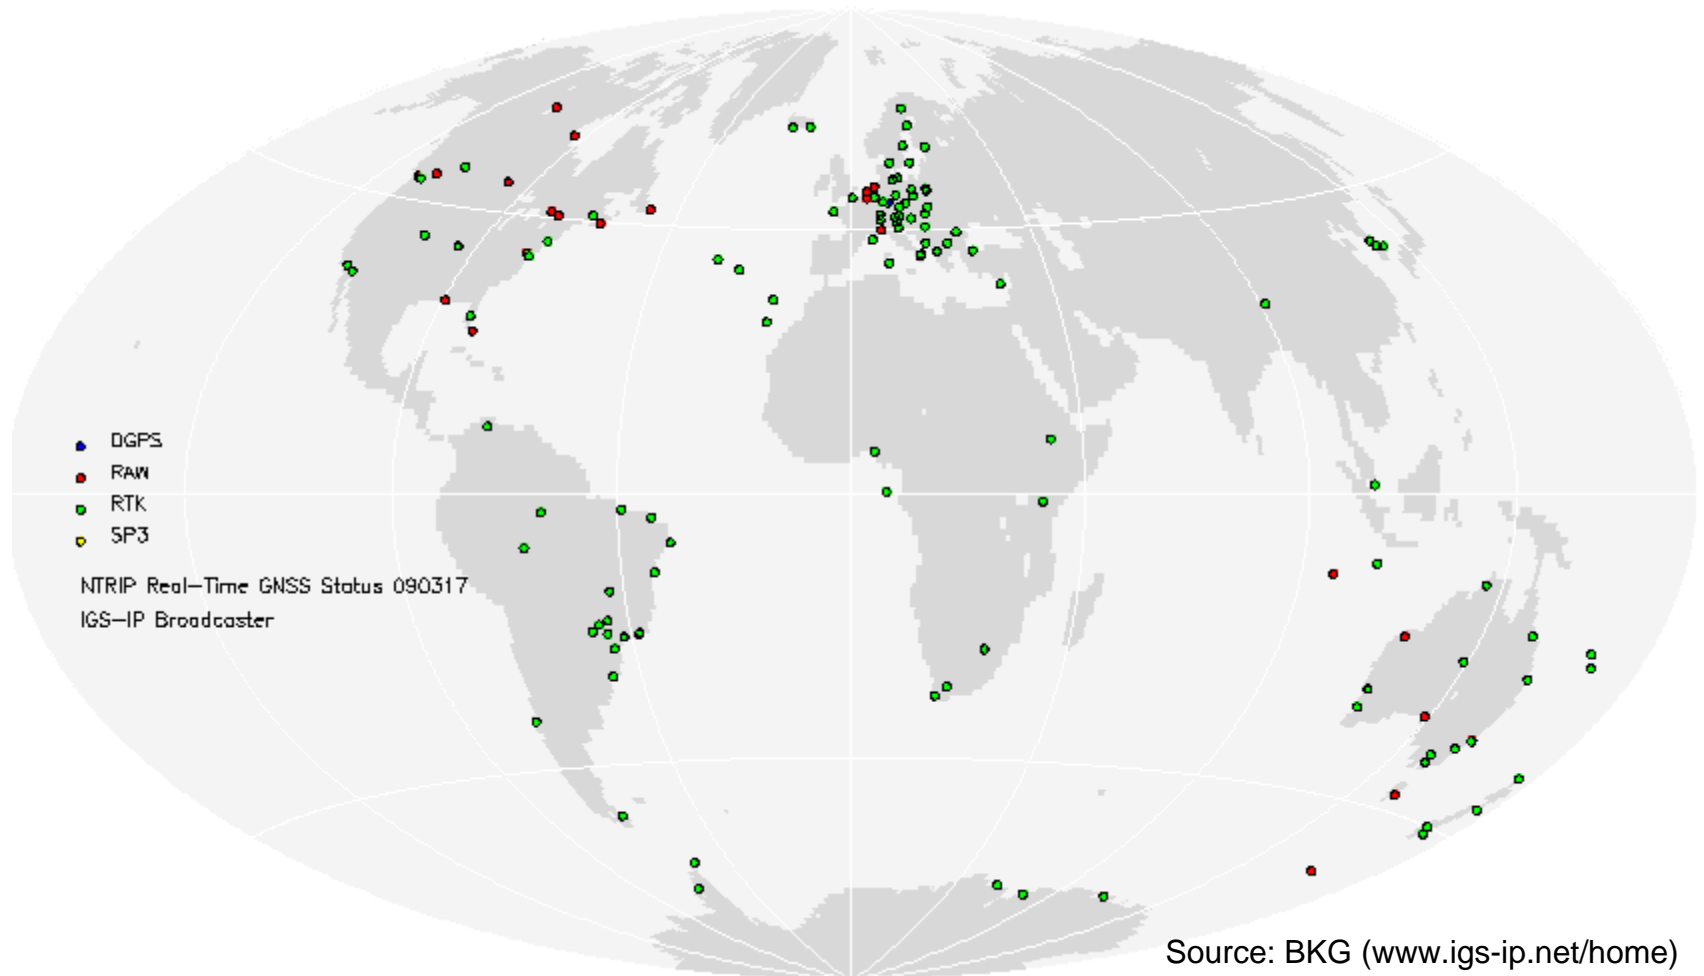 DGPS
RAW
RTK
SP3
NTRIP Real-Time GNSS Status 090317
IGS-IP Broadcaster
Source: BKG (www.igs-ip.net/home)